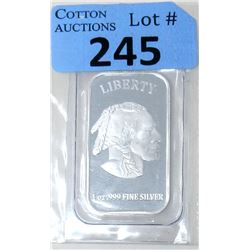 COTTON
AUCTIONS
Lot #
245
LIBERTY
1 OZ .999 FINE SILVER